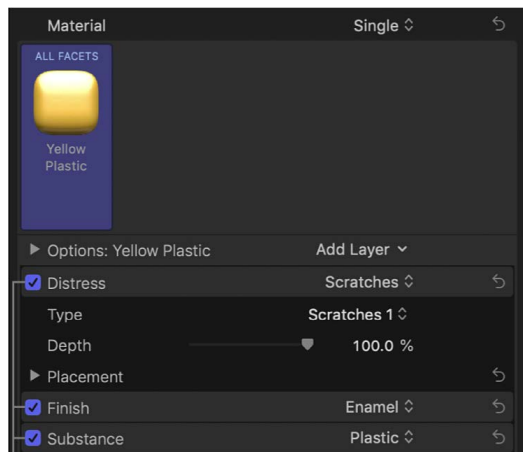 Material Single
ALL FACETS
Yellow
Plastic
Options: Yellow Plastic Add Layer
Distress Scratches
Type Scratches 1
Depth 100.0 %
Placement
Finish Enamel
Substance Plastic